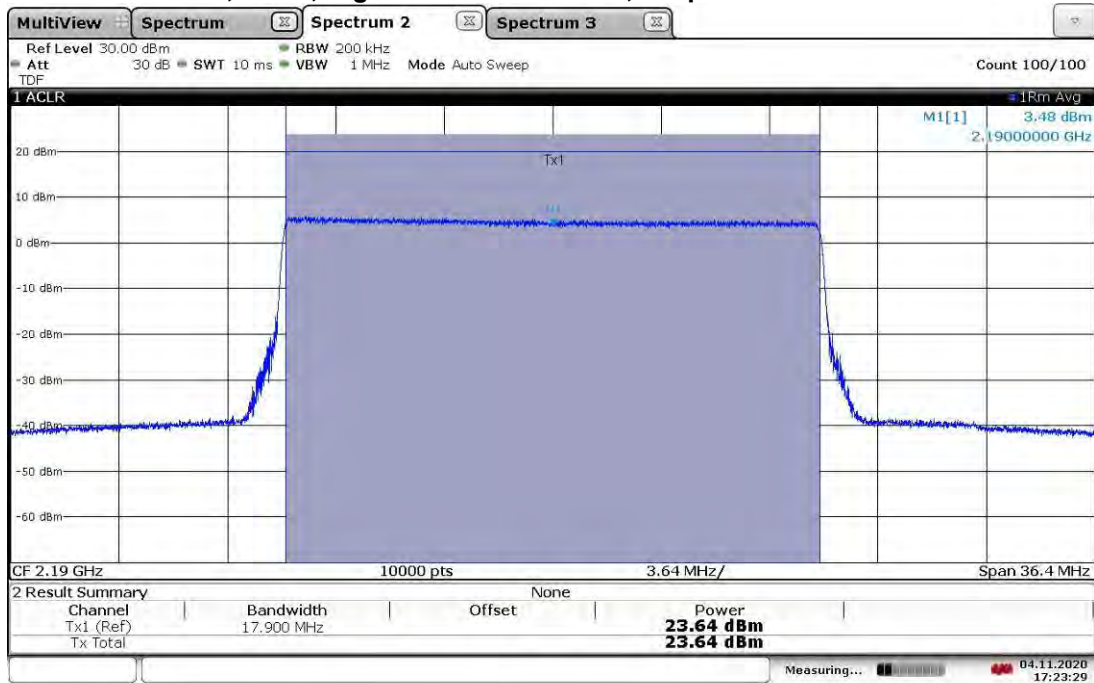 MultiView Spectrum Spectrum 2 Spectrum 3
Ref Level 30.00 dBm RBW 200 kHz
Att 30 dB SWT 10 ms VBW 1 MHz Mode Auto Sweep Count 100/100
TDF
1 ACLR 1Rm Avg
M1[1] 3.48 dBm
2.19000000 GHz
20 dBm
Tx1
10 dBm
M1
0 dBm
-10 dBm
-20 dBm
-30 dBm
-40 dBm
-50 dBm
-60 dBm
CF 2.19 GHz 10000 pts 3.64 MHz/ Span 36.4 MHz
2 Result Summary None
Channel Bandwidth Offset Power
Tx1 (Ref) 17.900 MHz 23.64 dBm
Tx Total 23.64 dBm
Measuring... 04.11.2020
17:23:29